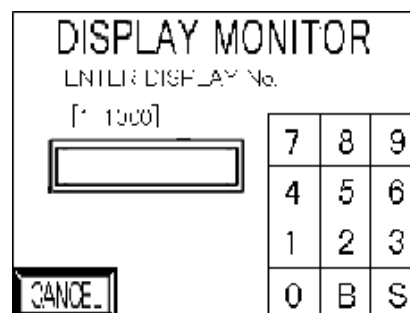 DISPLAY MONITOR
ENTER DISPLAY No.
[1-1000]
7 8 9
4 5 6
1 2 3
CANCEL
0 B S